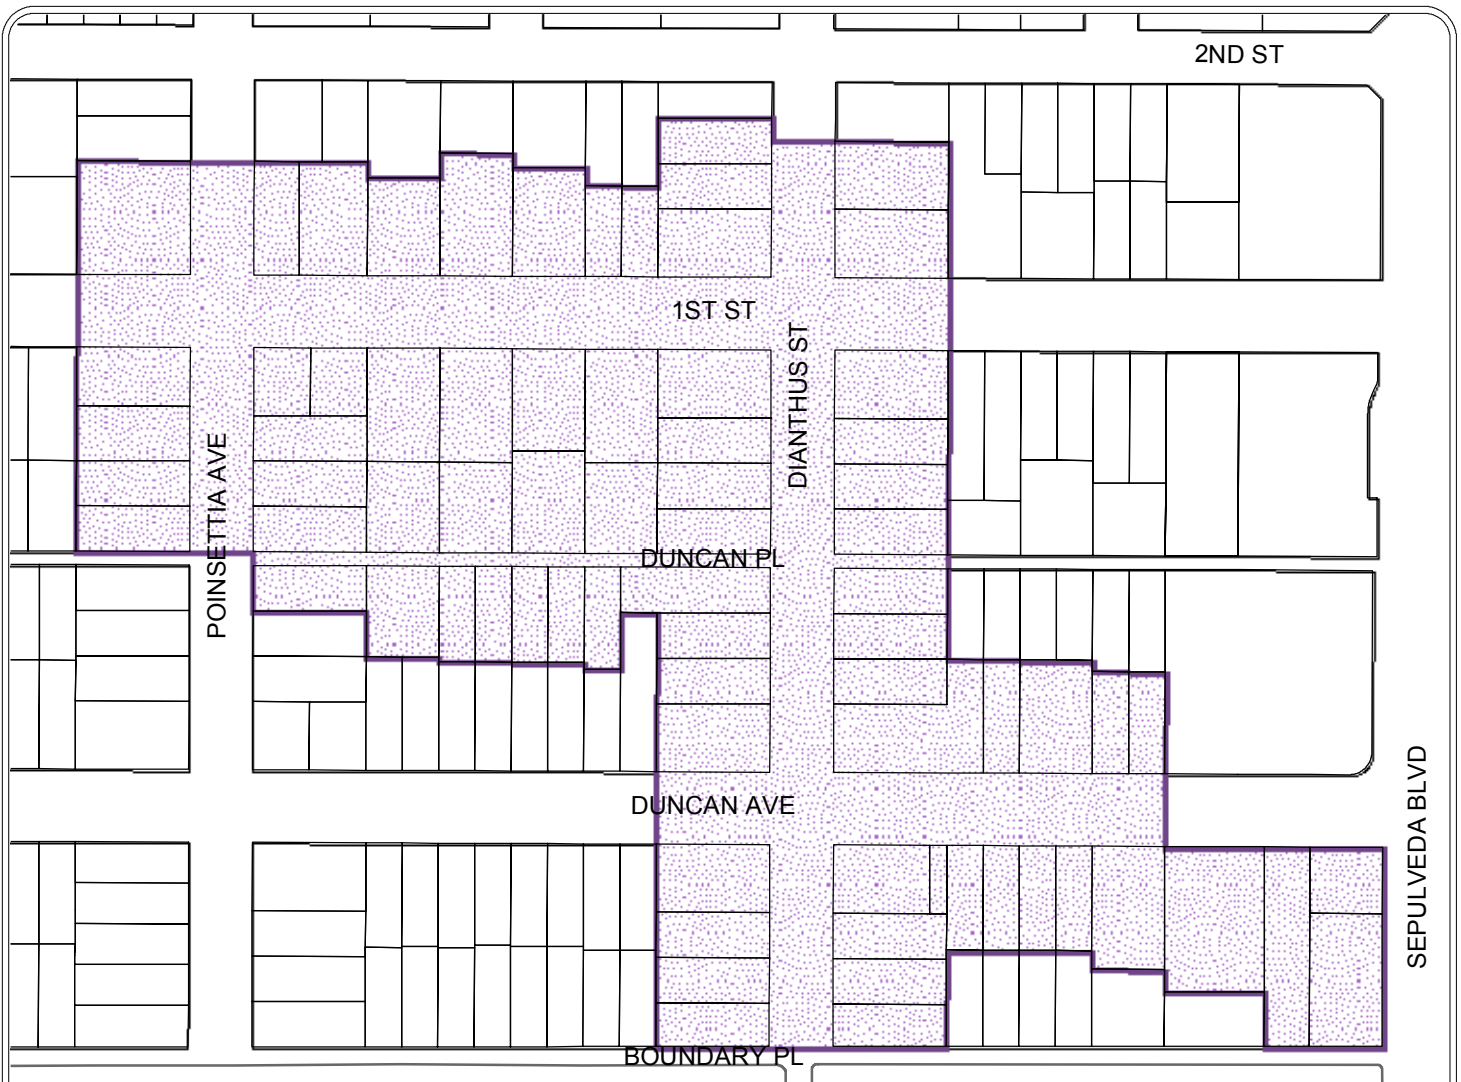 2ND ST
1ST ST
DIANTHUS ST
POINSETTIA AVE
DUNCAN PL
DUNCAN AVE
SEPULVEDA BLVD
BOUNDARY PL